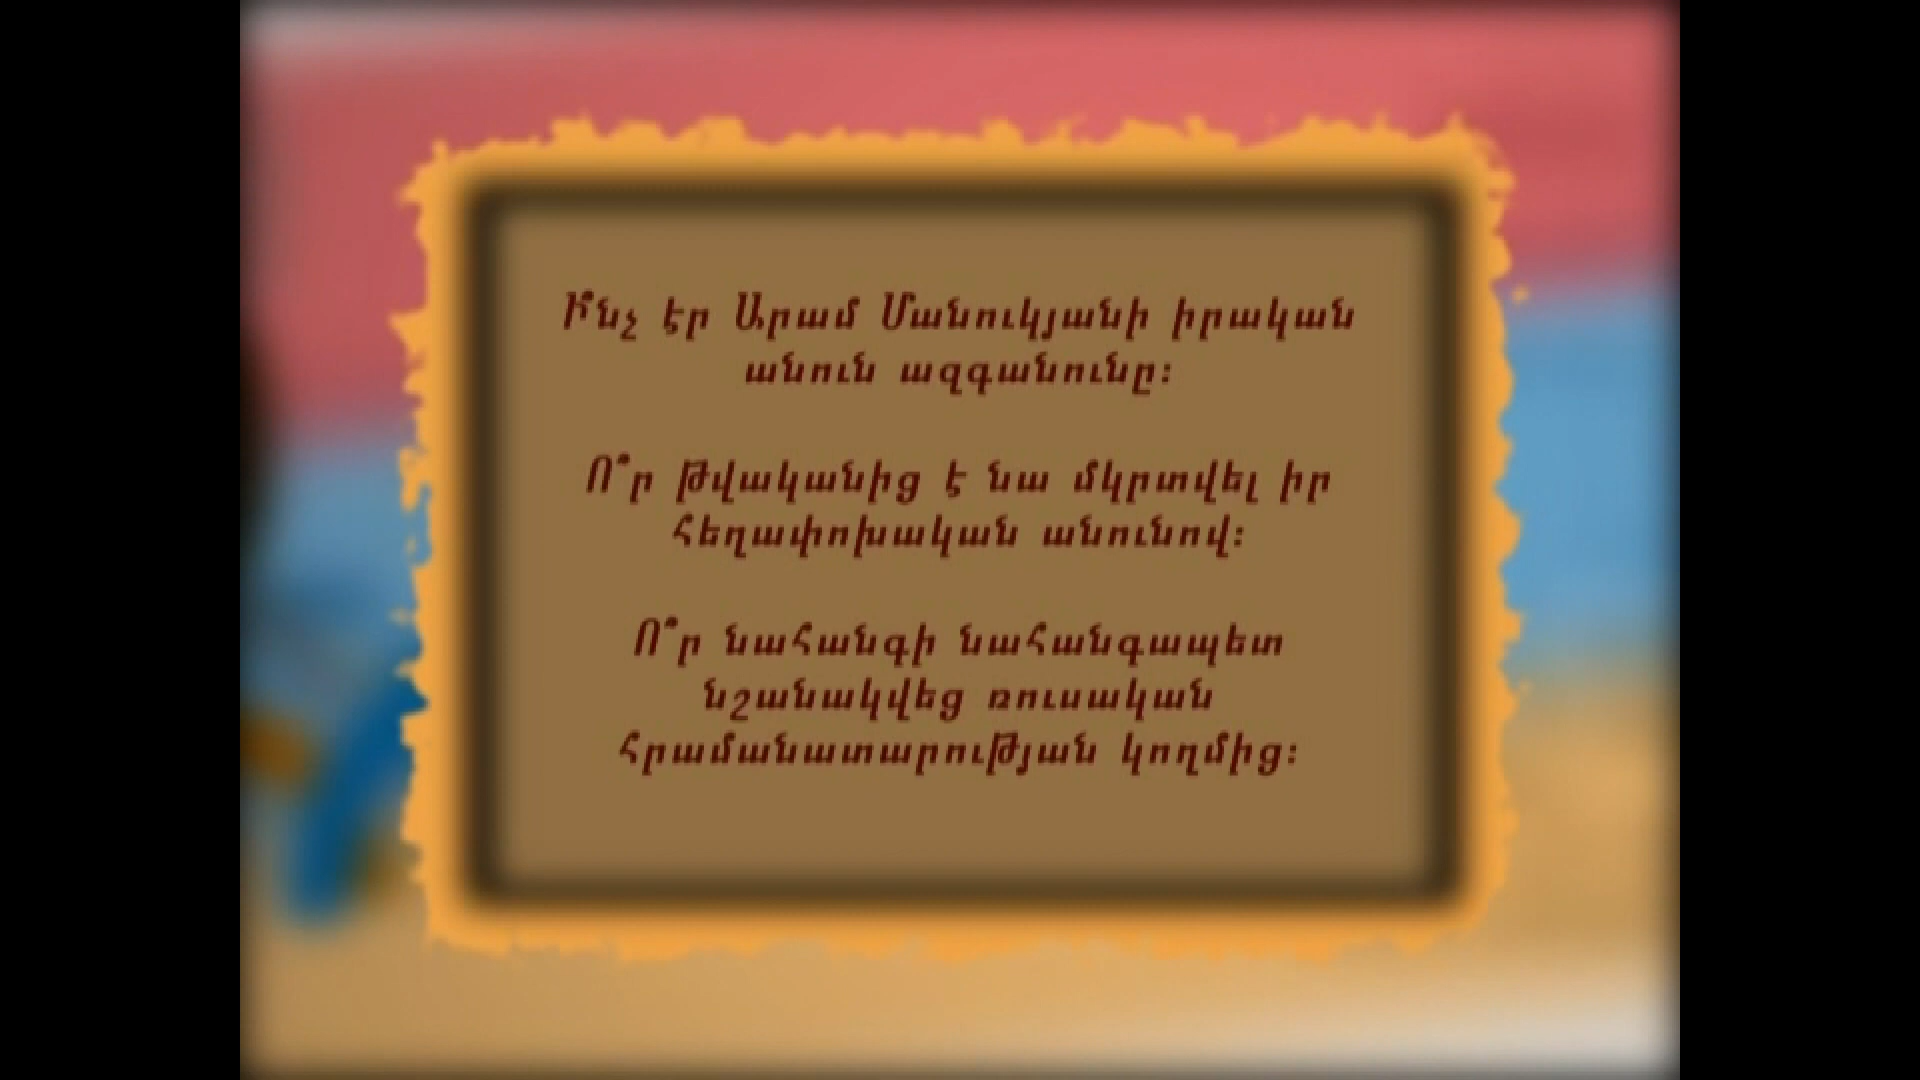 Ի՞նչ էր Արամ Մանուկյանի իրական
անուն ազգանունը։
Ո՞ր թվականից է նա մկրտվել իր
հեղափոխական անունով։
Ո՞ր նահանգի նահանգապետ
նշանակվեց ռուսական
հրամանատարության կողմից։